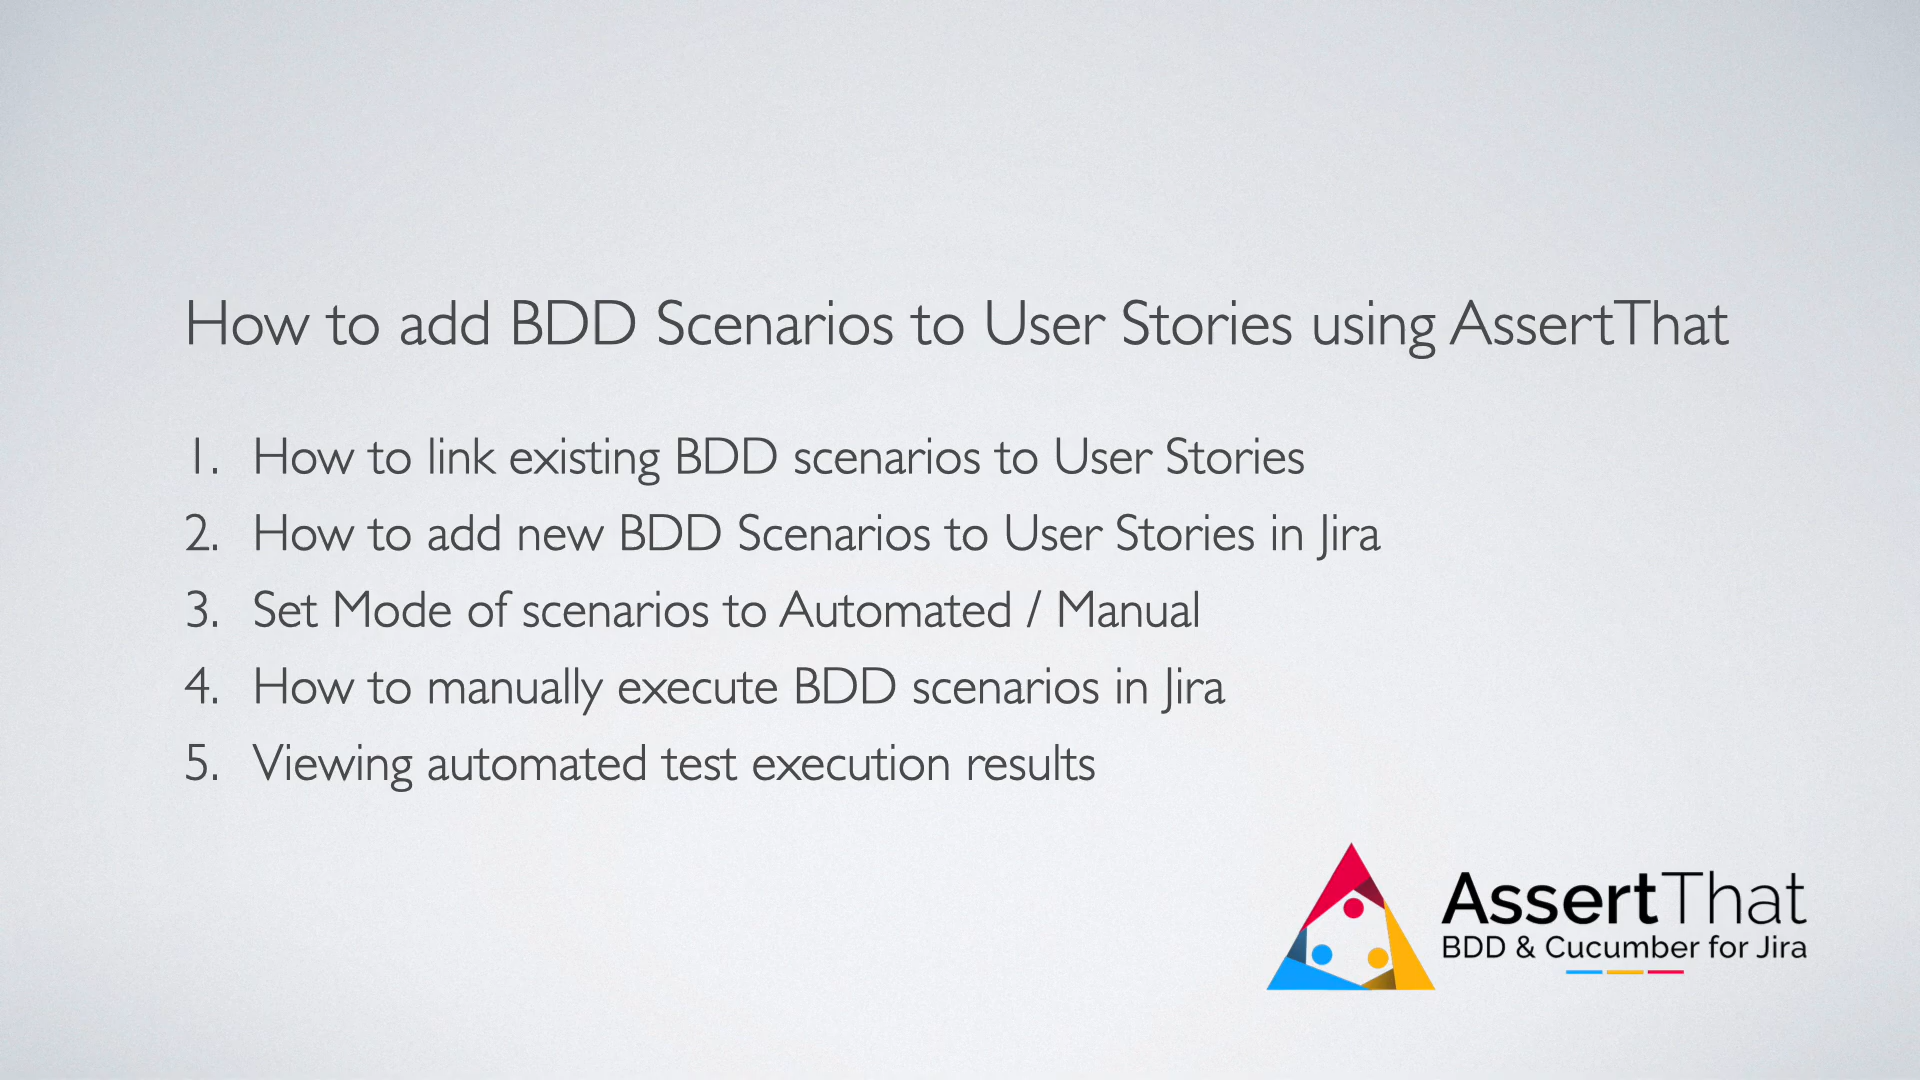 How to add BDD Scenarios to User Stories using AssertThat
1. How to link existing BDD scenarios to User Stories
2. How to add new BDD Scenarios to User Stories in Jira
3. Set Mode of scenarios to Automated / Manual
4. How to manually execute BDD scenarios in Jira
5. Viewing automated test execution results
AssertThat
BDD & Cucumber for Jira